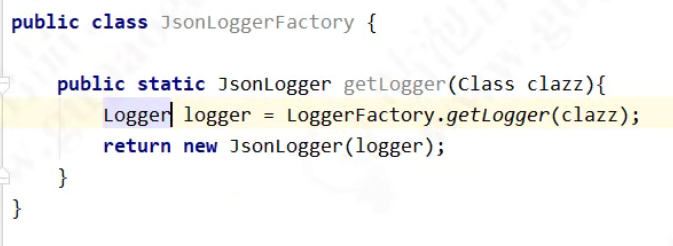 public class JsonLoggerFactory {
public static JsonLogger getLogger(Class clazz){
Logger logger = LoggerFactory.getLogger(clazz);
return new JsonLogger(logger);
}
}